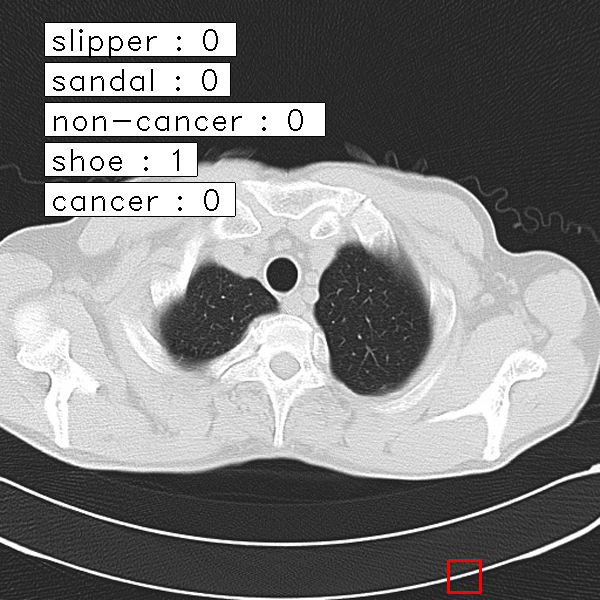 slipper : 0
sandal : 0
non-cancer : 0
shoe : 1
cancer : 0